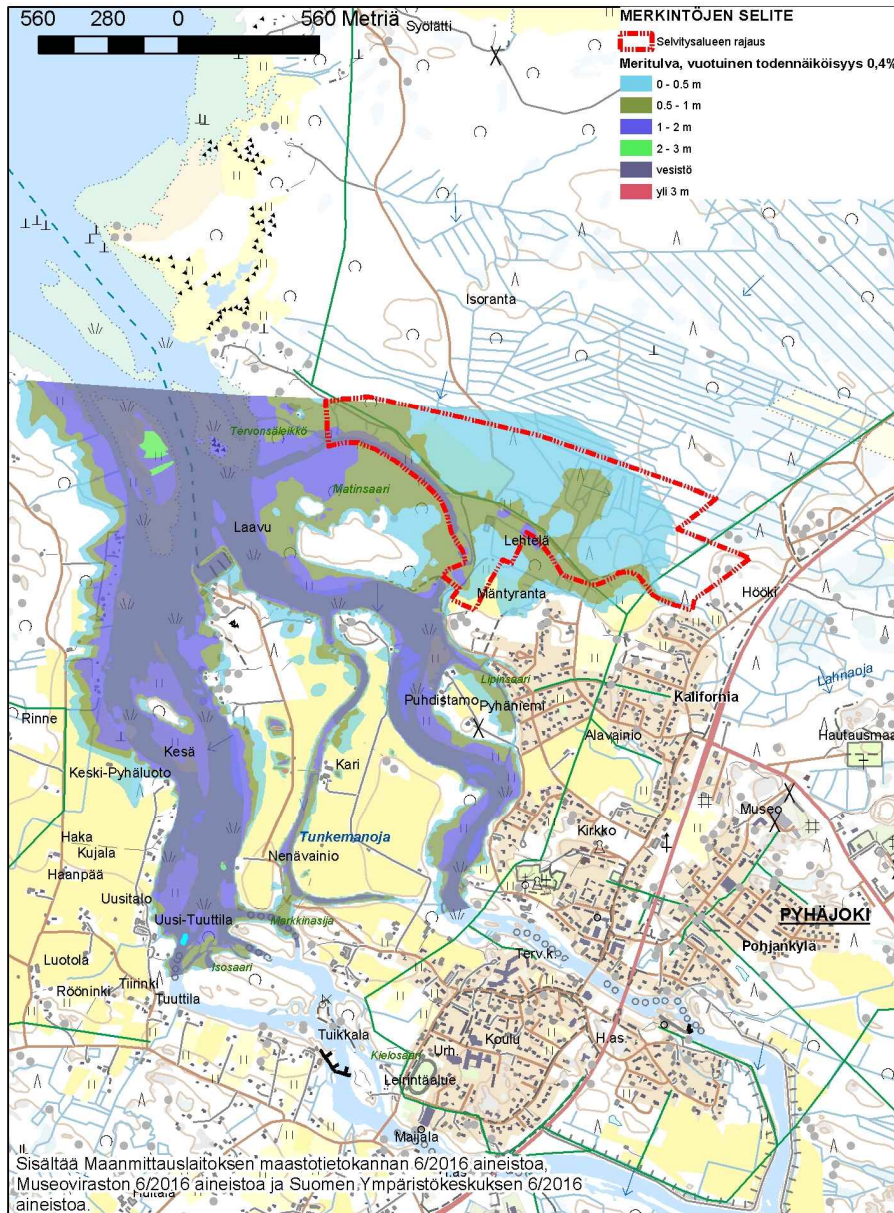 560 280 0 560 Metriä
MERKINTÖJEN SELITE
Selvitysalueen rajaus
Meritulva, vuotuinen todennäiköisyys 0,4%
0 - 0.5 m
0.5 - 1 m
1 - 2 m
2 - 3 m
vesistö
yli 3 m
Syölätti
Isoranta
Tervonsäleikkö
Matinsaari
Laavu
Lehtelä
Mäntyranta
Hööki
Lipinsaari
Kalifornia
Lahnaoja
Puhdistamo
Pyhäniemi
Rinne
Alavainio
Hautausmaa
Kesä
Kari
Keski-Pyhäluoto
Museo
Haka
Tunkemanoja
Kirkko
Kujala
Nenävainio
Haanpää
Uusitalo
Markkinasija
PYHÄJOKI
Uusi-Tuuttila
Pohjankylä
Luotola
Isosaari
Terv.k.
Tiirinki
Rööninki
Tuuttila
Tuikkala
Koulu
H.as.
Urh.
Kielosaari
Leirintäalue
Maijala
Sisältää Maanmittauslaitoksen maastotietokannan 6/2016 aineistoa,
Museoviraston 6/2016 aineistoa ja Suomen Ympäristökeskuksen 6/2016
aineistoa.